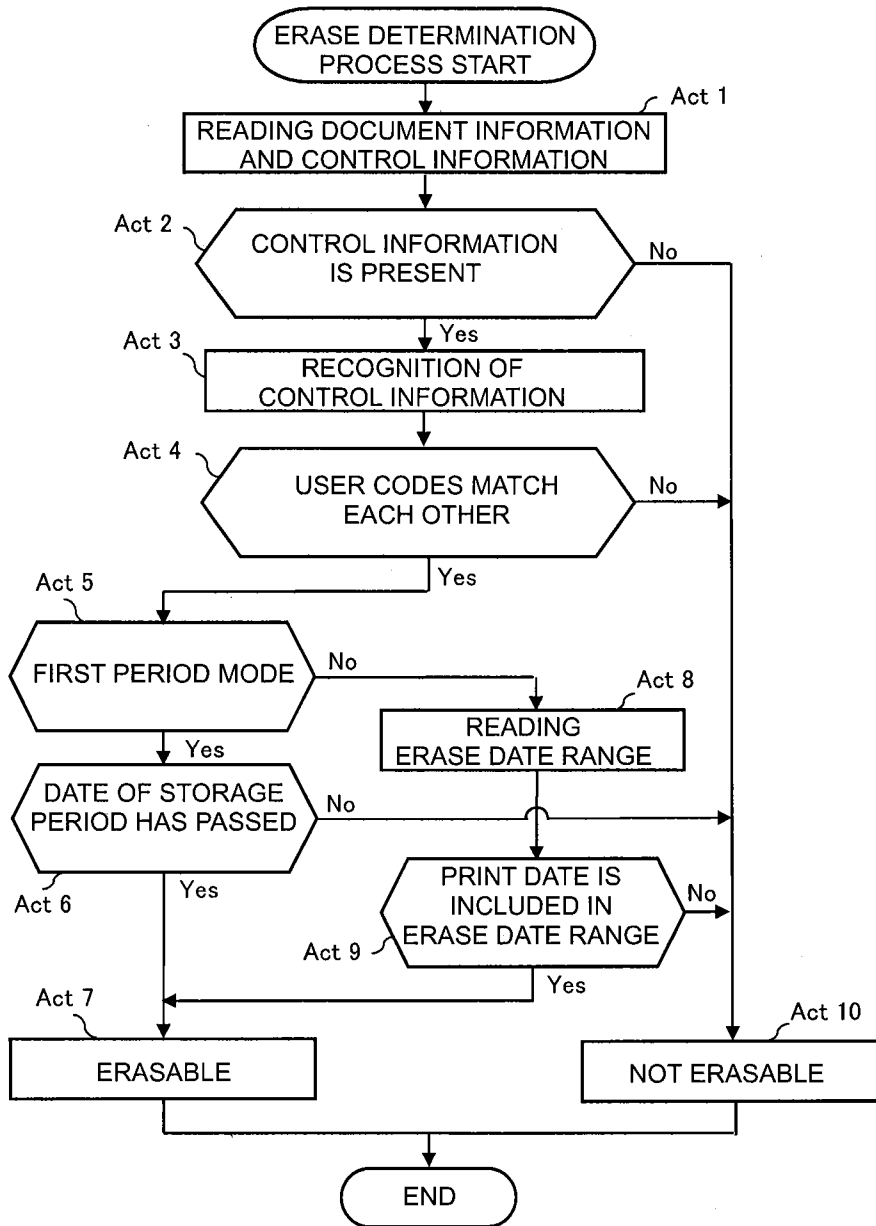 ERASE DETERMINATION
PROCESS START
Act 1
READING DOCUMENT INFORMATION
AND CONTROL INFORMATION
Act 2
CONTROL INFORMATION
IS PRESENT
No
Yes
Act 3
RECOGNITION OF
CONTROL INFORMATION
Act 4
USER CODES MATCH
EACH OTHER
No
Yes
Act 5
FIRST PERIOD MODE
No
Yes
Act 8
READING
ERASE DATE RANGE
DATE OF STORAGE
PERIOD HAS PASSED
No
Yes
Act 6
PRINT DATE IS
INCLUDED IN
ERASE DATE RANGE
No
Act 9
Yes
Act 7
ERASABLE
Act 10
NOT ERASABLE
END